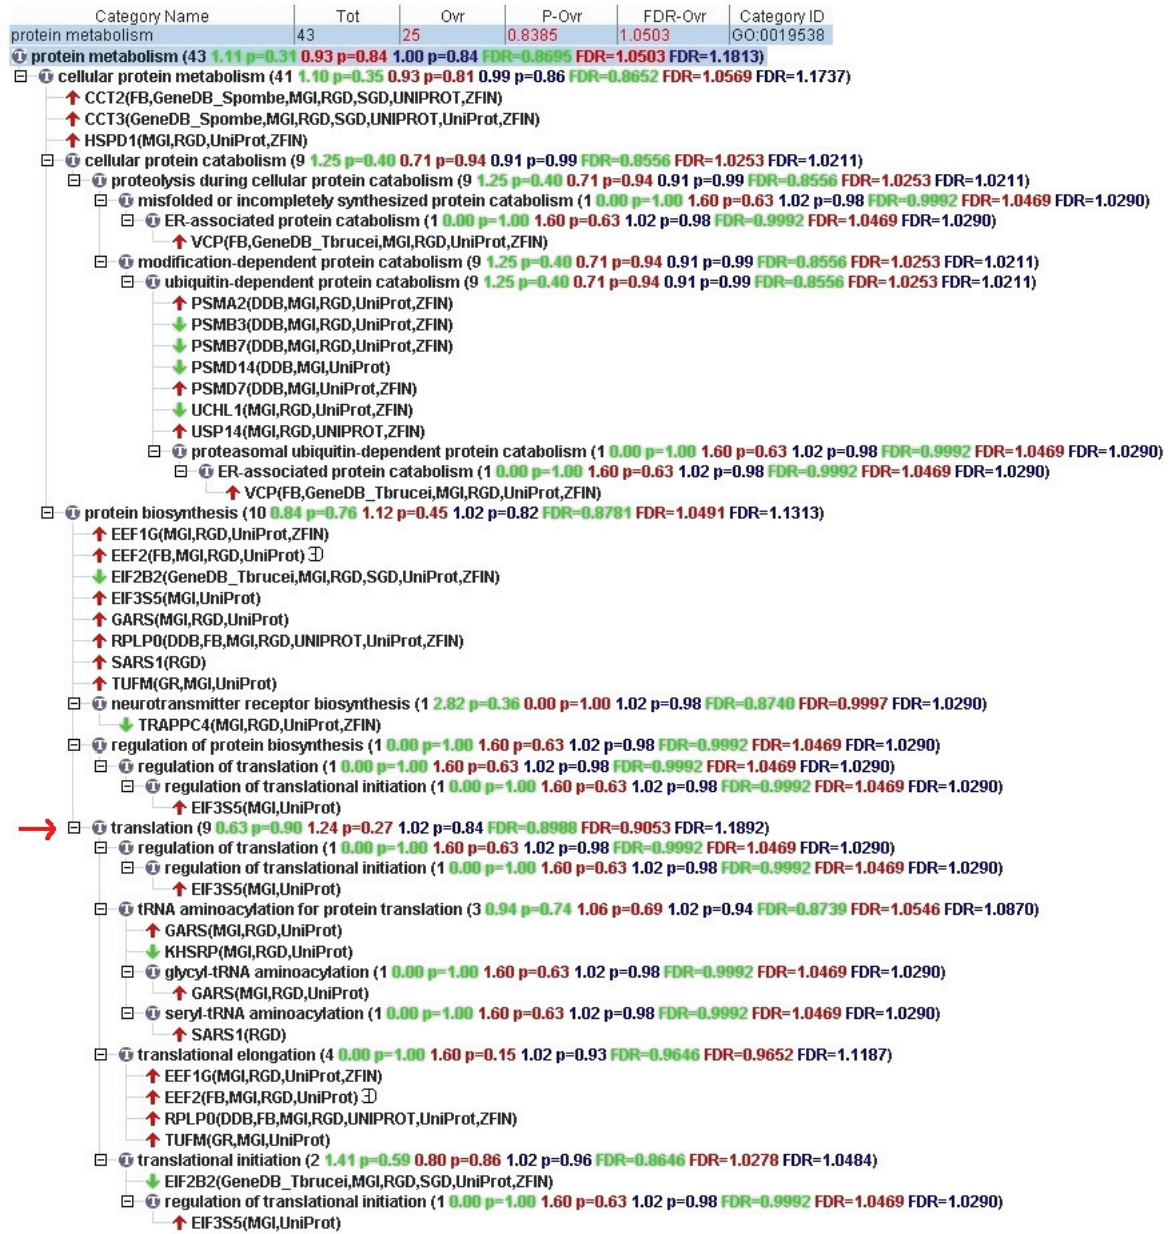 Category Name Tot Ovr P-Ovr FDR-Ovr Category ID
protein metabolism 43 25 0.8385 1.0503 GO:0019538
protein metabolism (43 1.11 p=0.31 0.93 p=0.84 1.00 p=0.84 FDR=0.8695 FDR=1.0503 FDR=1.1813)
cellular protein metabolism (41 1.10 p=0.35 0.93 p=0.81 0.99 p=0.86 FDR=0.8652 FDR=1.0569 FDR=1.1737)
CCT2(FB,GeneDB_Spombe,MGI,RGD,SGD,UNIPROT,ZFIN)
CCT3(GeneDB_Spombe,MGI,RGD,SGD,UNIPROT,UniProt,ZFIN)
HSPD1(MGI,RGD,UniProt,ZFIN)
cellular protein catabolism (9 1.25 p=0.40 0.71 p=0.94 0.91 p=0.99 FDR=0.8556 FDR=1.0253 FDR=1.0211)
proteolysis during cellular protein catabolism (9 1.25 p=0.40 0.71 p=0.94 0.91 p=0.99 FDR=0.8556 FDR=1.0253 FDR=1.0211)
misfolded or incompletely synthesized protein catabolism (1 0.00 p=1.00 1.60 p=0.63 1.02 p=0.98 FDR=0.9992 FDR=1.0469 FDR=1.0290)
ER-associated protein catabolism (1 0.00 p=1.00 1.60 p=0.63 1.02 p=0.98 FDR=0.9992 FDR=1.0469 FDR=1.0290)
VCP(FB,GeneDB_Tbrucei,MGI,RGD,UniProt,ZFIN)
modification-dependent protein catabolism (9 1.25 p=0.40 0.71 p=0.94 0.91 p=0.99 FDR=0.8556 FDR=1.0253 FDR=1.0211)
ubiquitin-dependent protein catabolism (9 1.25 p=0.40 0.71 p=0.94 0.91 p=0.99 FDR=0.8556 FDR=1.0253 FDR=1.0211)
PSMA2(DDB,MGI,RGD,UniProt,ZFIN)
PSMB3(DDB,MGI,RGD,UniProt,ZFIN)
PSMB7(DDB,MGI,RGD,UniProt,ZFIN)
PSMD14(DDB,MGI,UniProt)
PSMD7(DDB,MGI,UniProt,ZFIN)
UCHL1(MGI,RGD,UniProt,ZFIN)
USP14(MGI,RGD,UNIPROT,ZFIN)
proteasomal ubiquitin-dependent protein catabolism (1 0.00 p=1.00 1.60 p=0.63 1.02 p=0.98 FDR=0.9992 FDR=1.0469 FDR=1.0290)
ER-associated protein catabolism (1 0.00 p=1.00 1.60 p=0.63 1.02 p=0.98 FDR=0.9992 FDR=1.0469 FDR=1.0290)
VCP(FB,GeneDB_Tbrucei,MGI,RGD,UniProt,ZFIN)
protein biosynthesis (10 0.84 p=0.76 1.12 p=0.45 1.02 p=0.82 FDR=0.8781 FDR=1.0491 FDR=1.1313)
EEF1G(MGI,RGD,UniProt,ZFIN)
EEF2(FB,MGI,RGD,UniProt)
EIF2B2(GeneDB_Tbrucei,MGI,RGD,SGD,UniProt,ZFIN)
EIF3S5(MGI,UniProt)
GARS(MGI,RGD,UniProt)
RPLP0(DDB,FB,MGI,RGD,UNIPROT,UniProt,ZFIN)
SARS1(RGD)
TUFM(GR,MGI,UniProt)
neurotransmitter receptor biosynthesis (1 2.82 p=0.36 0.00 p=1.00 1.02 p=0.98 FDR=0.8740 FDR=0.9997 FDR=1.0290)
TRAPPC4(MGI,RGD,UniProt,ZFIN)
regulation of protein biosynthesis (1 0.00 p=1.00 1.60 p=0.63 1.02 p=0.98 FDR=0.9992 FDR=1.0469 FDR=1.0290)
regulation of translation (1 0.00 p=1.00 1.60 p=0.63 1.02 p=0.98 FDR=0.9992 FDR=1.0469 FDR=1.0290)
regulation of translational initiation (1 0.00 p=1.00 1.60 p=0.63 1.02 p=0.98 FDR=0.9992 FDR=1.0469 FDR=1.0290)
EIF3S5(MGI,UniProt)
translation (9 0.63 p=0.90 1.24 p=0.27 1.02 p=0.84 FDR=0.8988 FDR=0.9053 FDR=1.1892)
regulation of translation (1 0.00 p=1.00 1.60 p=0.63 1.02 p=0.98 FDR=0.9992 FDR=1.0469 FDR=1.0290)
regulation of translational initiation (1 0.00 p=1.00 1.60 p=0.63 1.02 p=0.98 FDR=0.9992 FDR=1.0469 FDR=1.0290)
EIF3S5(MGI,UniProt)
tRNA aminoacylation for protein translation (3 0.94 p=0.74 1.06 p=0.69 1.02 p=0.94 FDR=0.8739 FDR=1.0546 FDR=1.0870)
GARS(MGI,RGD,UniProt)
KHSRP(MGI,RGD,UniProt)
glycyl-tRNA aminoacylation (1 0.00 p=1.00 1.60 p=0.63 1.02 p=0.98 FDR=0.9992 FDR=1.0469 FDR=1.0290)
GARS(MGI,RGD,UniProt)
seryl-tRNA aminoacylation (1 0.00 p=1.00 1.60 p=0.63 1.02 p=0.98 FDR=0.9992 FDR=1.0469 FDR=1.0290)
SARS1(RGD)
translational elongation (4 0.00 p=1.00 1.60 p=0.15 1.02 p=0.93 FDR=0.9646 FDR=0.9652 FDR=1.1187)
EEF1G(MGI,RGD,UniProt,ZFIN)
EEF2(FB,MGI,RGD,UniProt)
RPLP0(DDB,FB,MGI,RGD,UNIPROT,UniProt,ZFIN)
TUFM(GR,MGI,UniProt)
translational initiation (2 1.41 p=0.59 0.80 p=0.86 1.02 p=0.96 FDR=0.8646 FDR=1.0278 FDR=1.0484)
EIF2B2(GeneDB_Tbrucei,MGI,RGD,SGD,UniProt,ZFIN)
regulation of translational initiation (1 0.00 p=1.00 1.60 p=0.63 1.02 p=0.98 FDR=0.9992 FDR=1.0469 FDR=1.0290)
EIF3S5(MGI,UniProt)